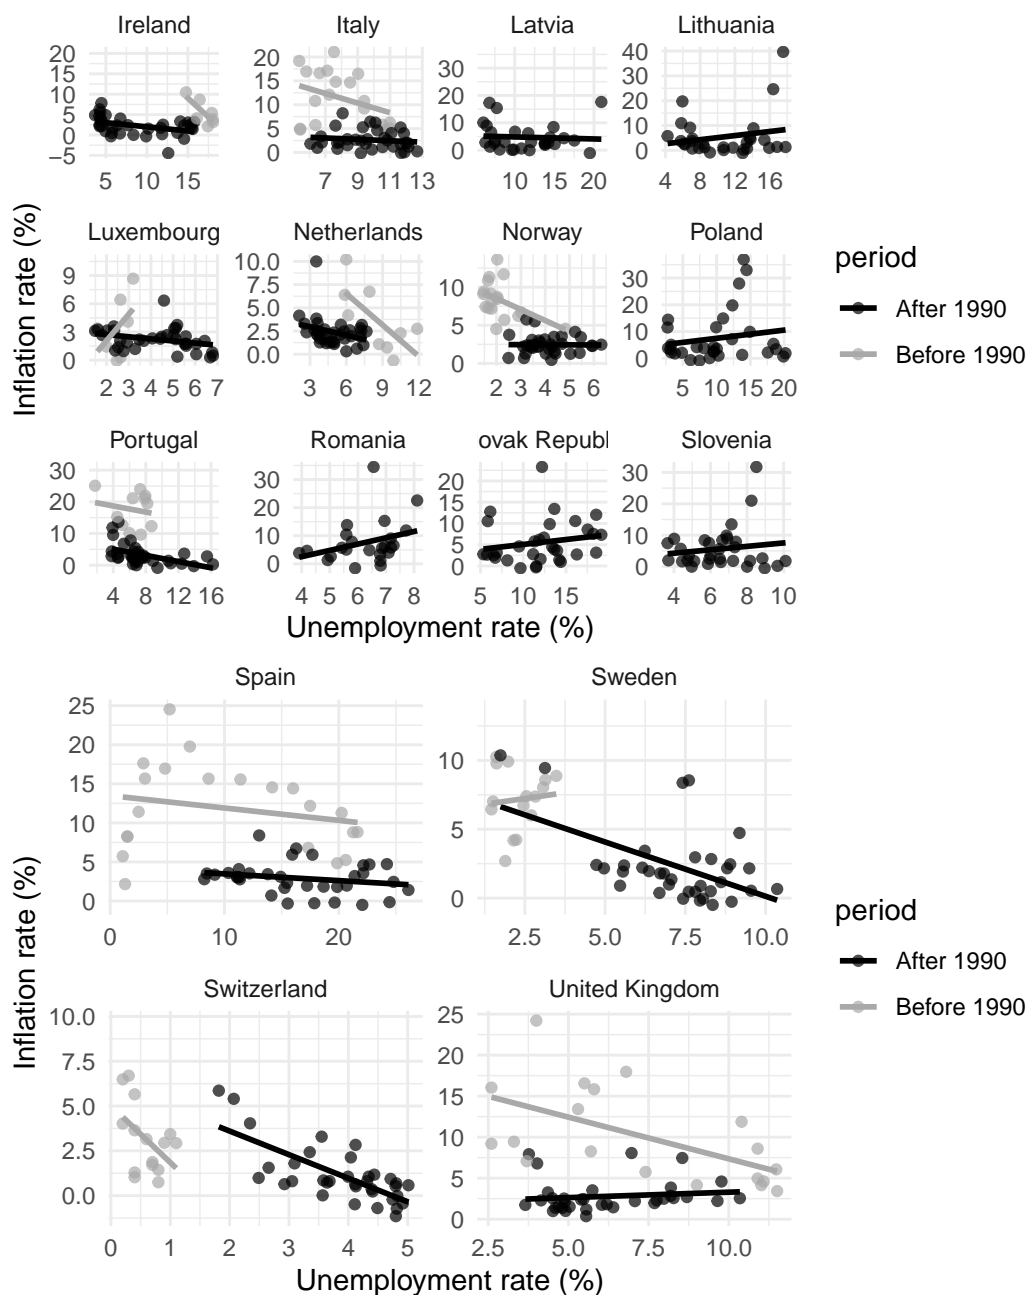 Ireland Italy Latvia Lithuania
20 15 10 5 0 −5
5 10 15
20 15 10 5 0
7 9 11 13
30 20 10 0
10 15 20
40 30 20 10 0
4 8 12 16
Inflation rate (%)
Luxembourg Netherlands Norway Poland
9 6 3 0
2 3 4 5 6 7
10.0 7.5 5.0 2.5 0.0
3 6 9 12
10 5 0
2 3 4 5 6
30 20 10 0
5 10 15 20
period
After 1990
Before 1990
Portugal Romania ovak Republ Slovenia
30 20 10 0
4 8 12 16
30 20 10 0
4 5 6 7 8
20 15 10 5 0
5 10 15
30 20 10 0
4 6 8 10
Unemployment rate (%)
Spain Sweden
25 20 15 10 5 0
0 10 20
10 5 0
2.5 5.0 7.5 10.0
Inflation rate (%)
period
After 1990
Before 1990
Switzerland United Kingdom
10.0 7.5 5.0 2.5 0.0
0 1 2 3 4 5
25 20 15 10 5 0
2.5 5.0 7.5 10.0
Unemployment rate (%)